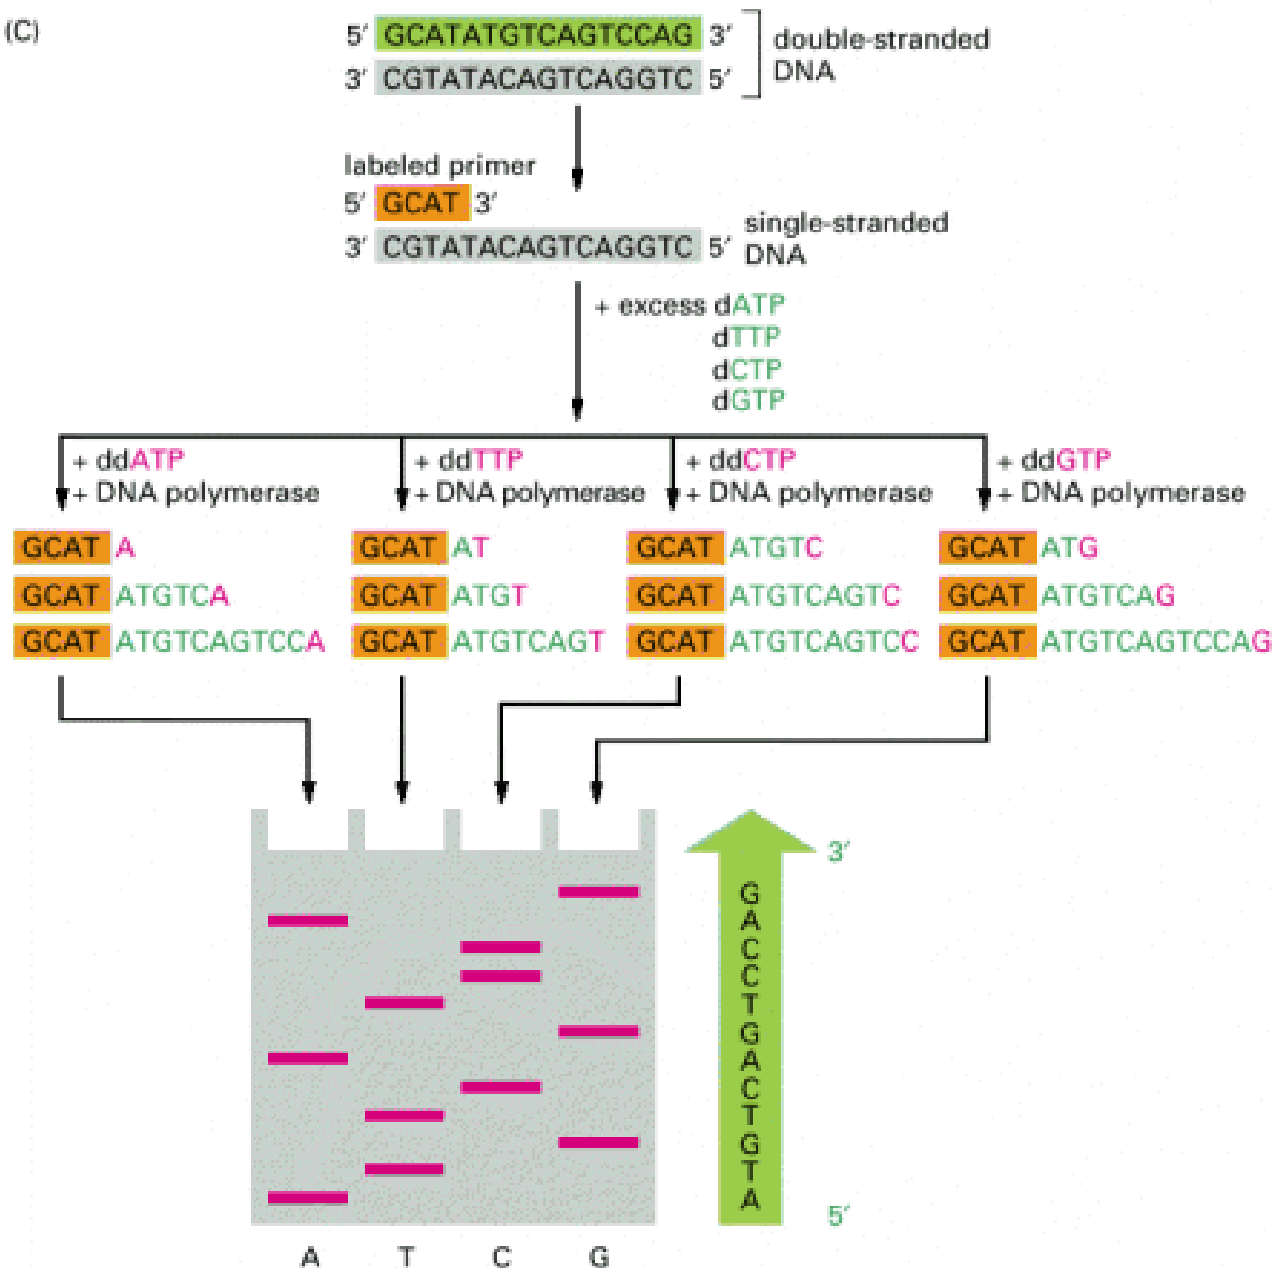 (C)
5′ GCATATGTCAGTCCAG 3′
3′ CGTATACAGTCAGGTC 5′
double-stranded
DNA
labeled primer
5′ GCAT 3′
3′ CGTATACAGTCAGGTC 5′
single-stranded
DNA
+ excess dATP
dTTP
dCTP
dGTP
+ ddATP
+ DNA polymerase
+ ddTTP
+ DNA polymerase
+ ddCTP
+ DNA polymerase
+ ddGTP
+ DNA polymerase
GCAT A
GCAT ATGTCA
GCAT ATGTCAGTCCA
GCAT AT
GCAT ATGT
GCAT ATGTCAGT
GCAT ATGTC
GCAT ATGTCAGTC
GCAT ATGTCAGTCC
GCAT ATG
GCAT ATGTCAG
GCAT ATGTCAGTCCAG
3′
G
A
C
C
T
G
A
C
T
G
T
A
5′
A T C G